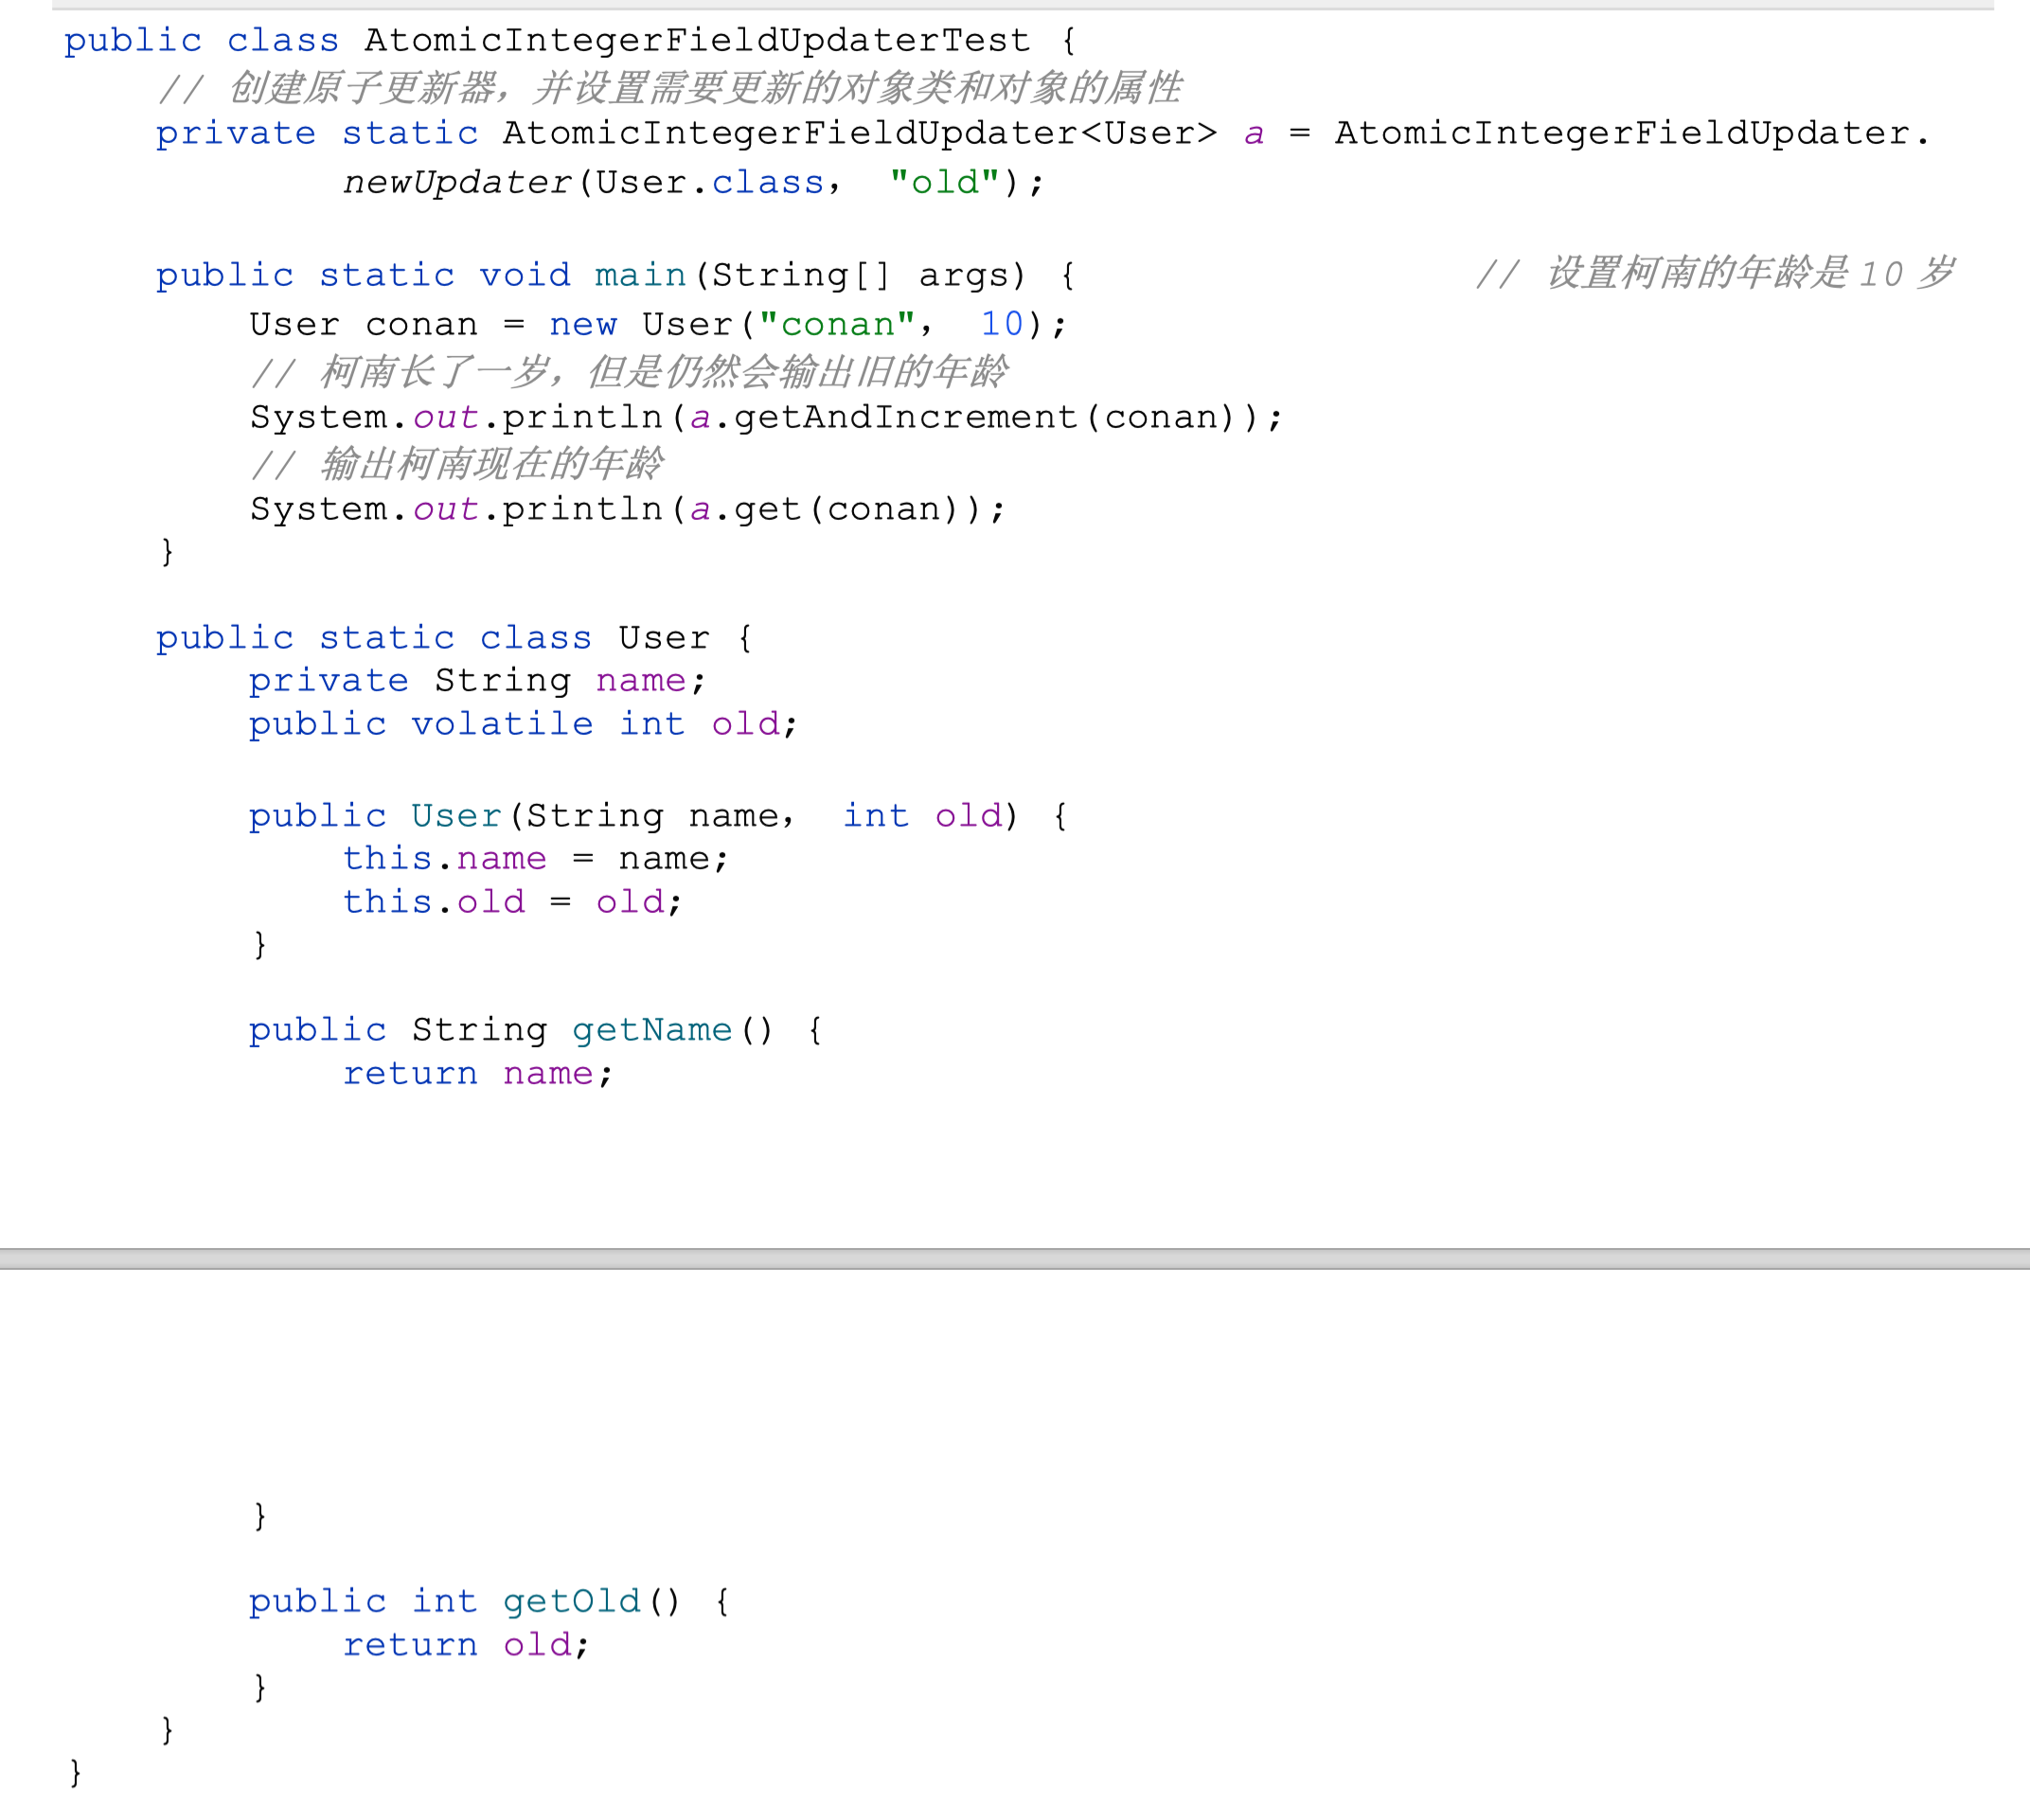 public class AtomicIntegerFieldUpdaterTest {
// 创建原子更新器，并设置需要更新的对象类和对象的属性
private static AtomicIntegerFieldUpdater<User> a = AtomicIntegerFieldUpdater.
newUpdater(User.class， "old");
public static void main(String[] args) { // 设置柯南的年龄是10岁
User conan = new User("conan"， 10);
// 柯南长了一岁，但是仍然会输出旧的年龄
System.out.println(a.getAndIncrement(conan));
// 输出柯南现在的年龄
System.out.println(a.get(conan));
}
public static class User {
private String name;
public volatile int old;
public User(String name， int old) {
this.name = name;
this.old = old;
}
public String getName() {
return name;
}
public int getOld() {
return old;
}
}
}